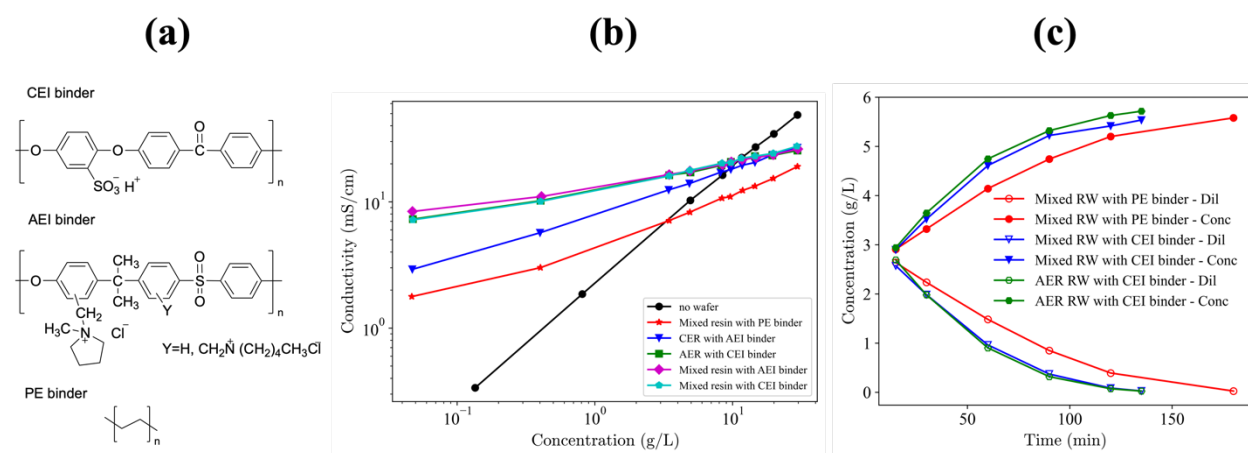 (a)
CEI binder
O
O
O
C
SO3− H+
n
AEI binder
O
CH3
C
CH3
O
S
O
CH2
Y
H3C
N
+
Cl−
Y=H, CH2N+ (CH2)4CH3Cl−
n
PE binder
n
(b)
Conductivity (mS/cm)
10^1
10^0
no wafer
Mixed resin with PE binder
CER with AEI binder
AER with CEI binder
Mixed resin with AEI binder
Mixed resin with CEI binder
10^−1
10^0
10^1
Concentration (g/L)
(c)
Concentration (g/L)
6
5
4
3
2
1
0
Mixed RW with PE binder - Dil
Mixed RW with PE binder - Conc
Mixed RW with CEI binder - Dil
Mixed RW with CEI binder - Conc
AER RW with CEI binder - Dil
AER RW with CEI binder - Conc
50
100
150
Time (min)